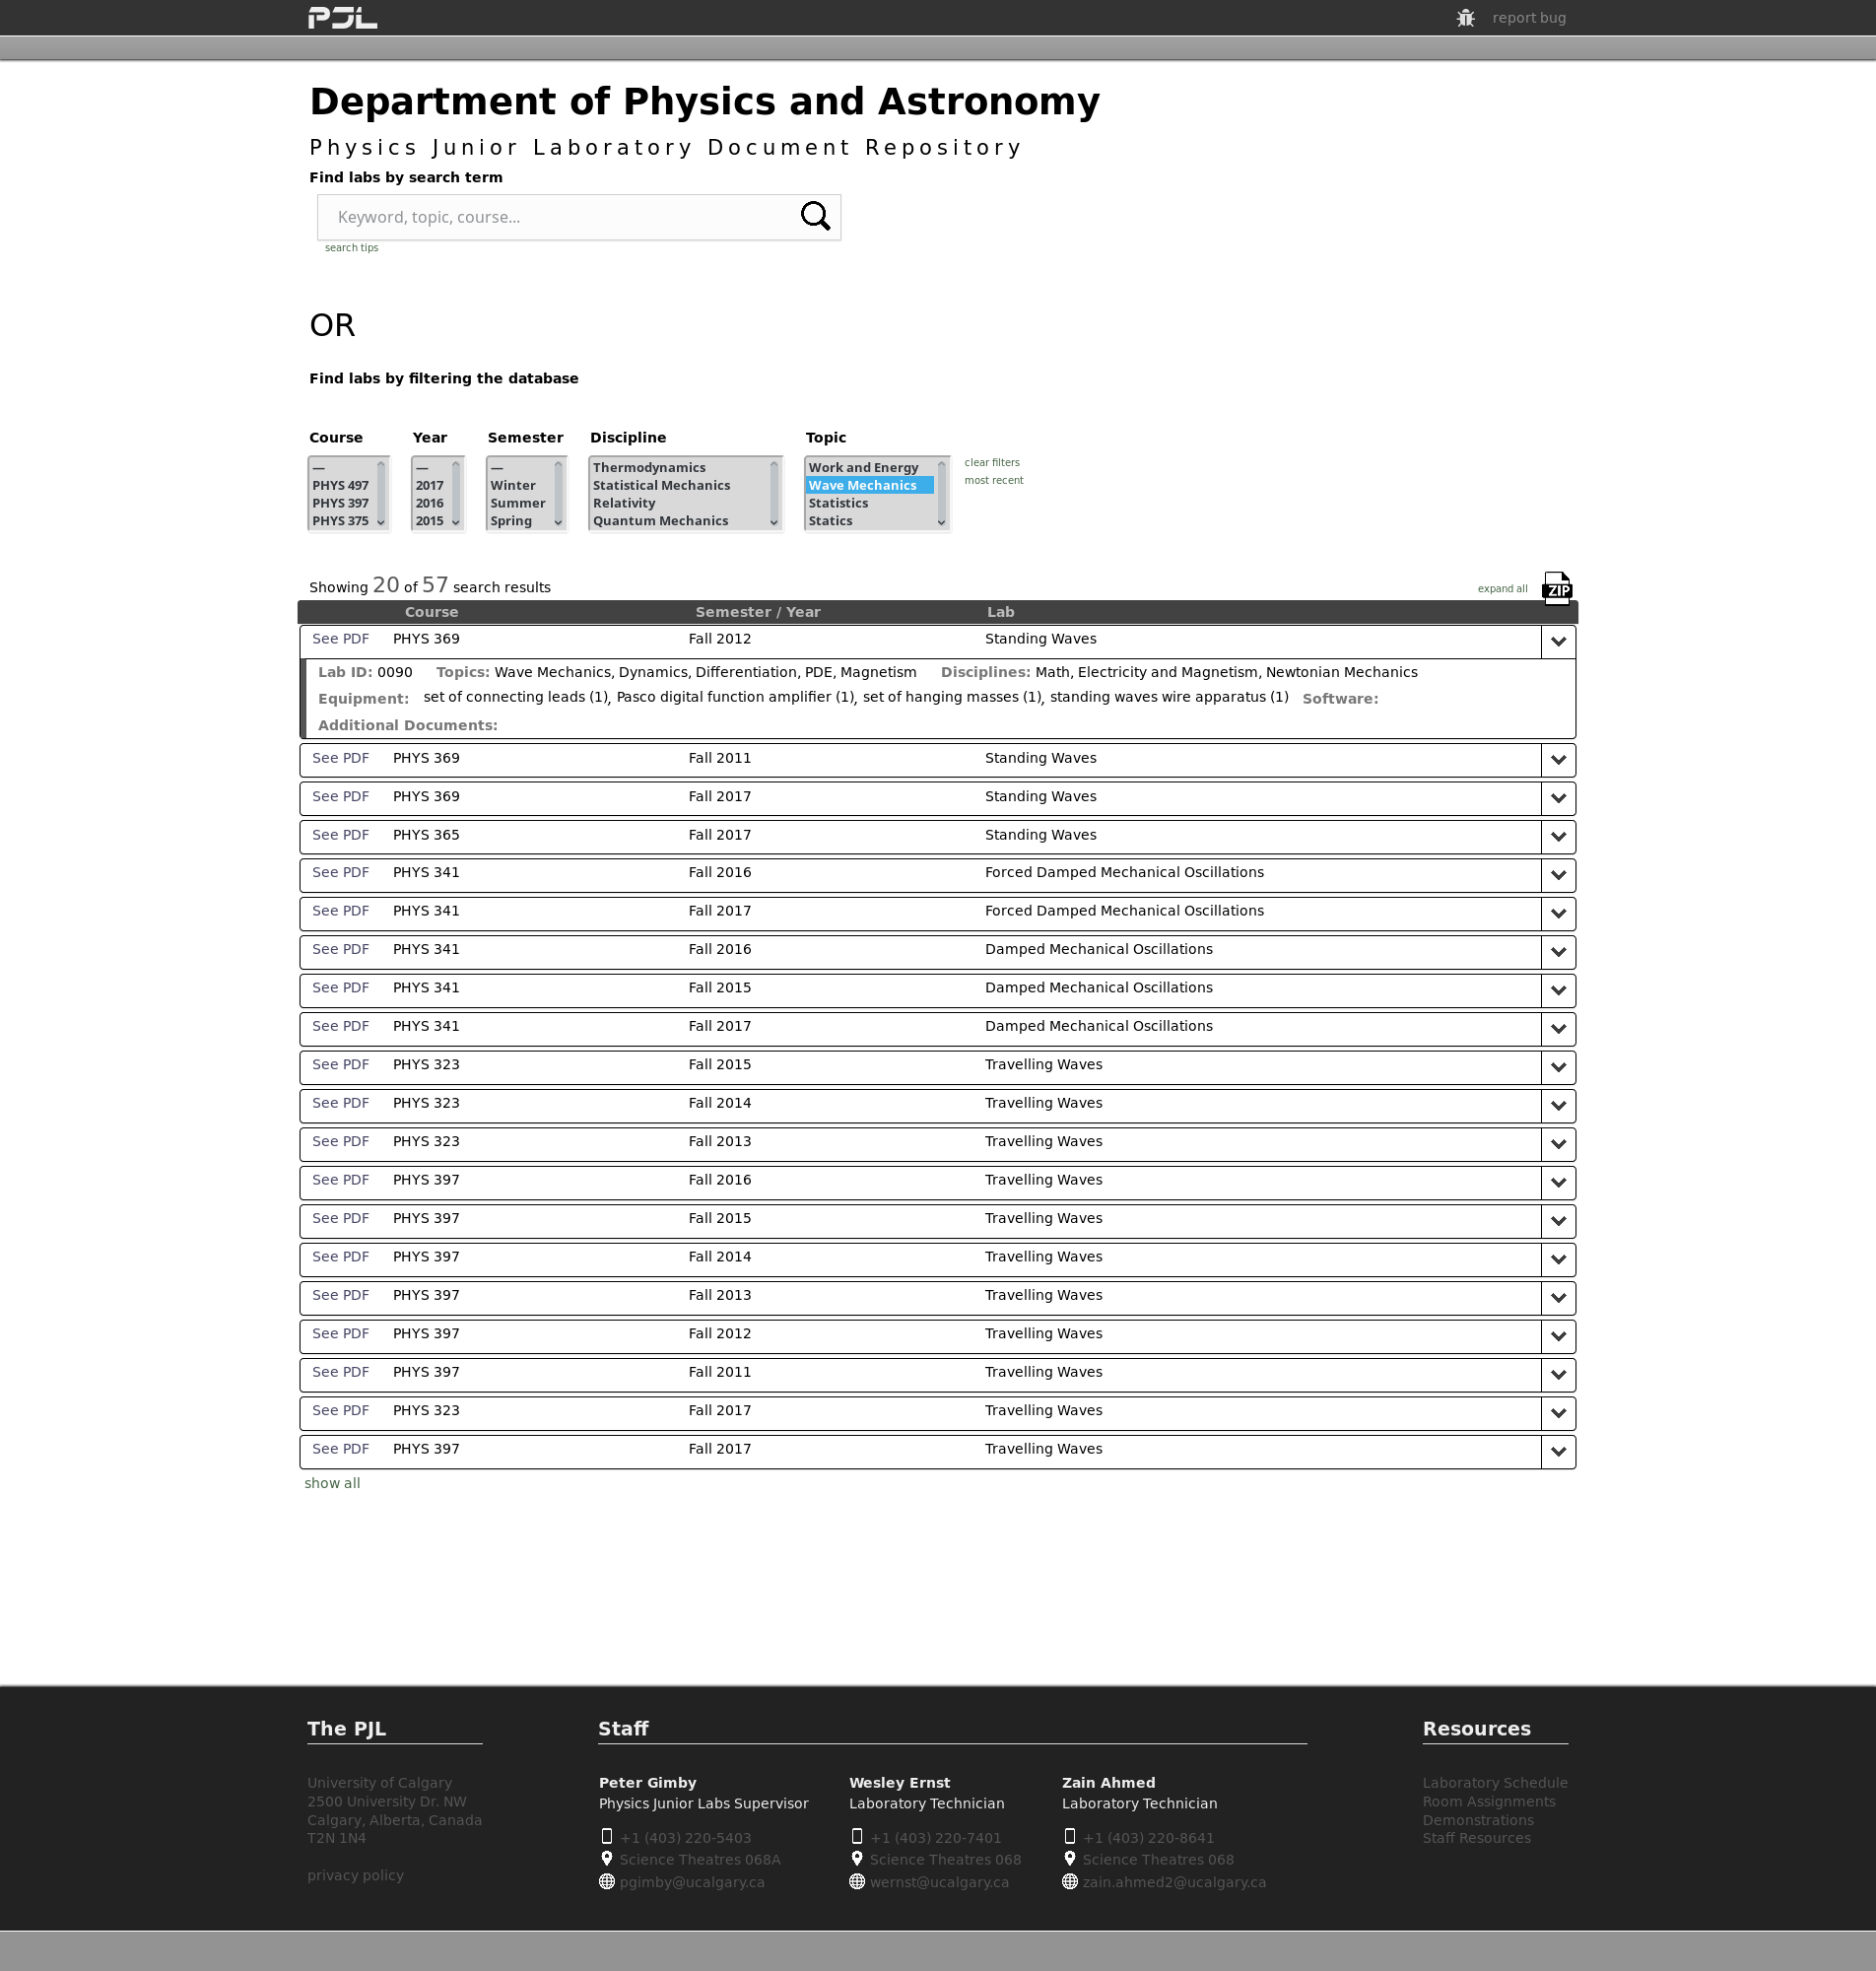 PJL
report bug
Department of Physics and Astronomy
Physics Junior Laboratory Document Repository
Find labs by search term
Keyword, topic, course...
search tips
OR
Find labs by filtering the database
Course Year Semester Discipline Topic
— — — Thermodynamics Work and Energy clear filters
PHYS 497 2017 Winter Statistical Mechanics Wave Mechanics most recent
PHYS 397 2016 Summer Relativity Statistics
PHYS 375 2015 Spring Quantum Mechanics Statics
Showing 20 of 57 search results expand all ZIP
Course Semester / Year Lab
See PDF PHYS 369 Fall 2012 Standing Waves
Lab ID: 0090 Topics: Wave Mechanics, Dynamics, Differentiation, PDE, Magnetism Disciplines: Math, Electricity and Magnetism, Newtonian Mechanics
Equipment: set of connecting leads (1), Pasco digital function amplifier (1), set of hanging masses (1), standing waves wire apparatus (1) Software:
Additional Documents:
See PDF PHYS 369 Fall 2011 Standing Waves
See PDF PHYS 369 Fall 2017 Standing Waves
See PDF PHYS 365 Fall 2017 Standing Waves
See PDF PHYS 341 Fall 2016 Forced Damped Mechanical Oscillations
See PDF PHYS 341 Fall 2017 Forced Damped Mechanical Oscillations
See PDF PHYS 341 Fall 2016 Damped Mechanical Oscillations
See PDF PHYS 341 Fall 2015 Damped Mechanical Oscillations
See PDF PHYS 341 Fall 2017 Damped Mechanical Oscillations
See PDF PHYS 323 Fall 2015 Travelling Waves
See PDF PHYS 323 Fall 2014 Travelling Waves
See PDF PHYS 323 Fall 2013 Travelling Waves
See PDF PHYS 397 Fall 2016 Travelling Waves
See PDF PHYS 397 Fall 2015 Travelling Waves
See PDF PHYS 397 Fall 2014 Travelling Waves
See PDF PHYS 397 Fall 2013 Travelling Waves
See PDF PHYS 397 Fall 2012 Travelling Waves
See PDF PHYS 397 Fall 2011 Travelling Waves
See PDF PHYS 323 Fall 2017 Travelling Waves
See PDF PHYS 397 Fall 2017 Travelling Waves
show all
The PJL
University of Calgary
2500 University Dr. NW
Calgary, Alberta, Canada
T2N 1N4
privacy policy
Staff
Peter Gimby
Physics Junior Labs Supervisor
+1 (403) 220-5403
Science Theatres 068A
pgimby@ucalgary.ca
Wesley Ernst
Laboratory Technician
+1 (403) 220-7401
Science Theatres 068
wernst@ucalgary.ca
Zain Ahmed
Laboratory Technician
+1 (403) 220-8641
Science Theatres 068
zain.ahmed2@ucalgary.ca
Resources
Laboratory Schedule
Room Assignments
Demonstrations
Staff Resources